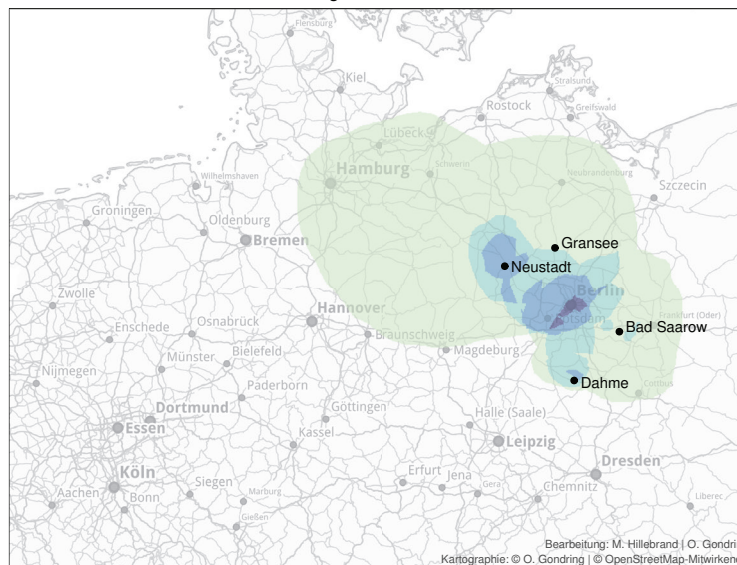 Flensburg
Kiel
Stralsund
Rostock
Greifswald
Lübeck
Hamburg
Schwerin
Neubrandenburg
Wilhelmshaven
Szczecin
Groningen
Oldenburg
Bremen
Gransee
Neustadt
Berlin
Zwolle
Hannover
Potsdam
Frankfurt (Oder)
Bad Saarow
Enschede
Osnabrück
Braunschweig
Magdeburg
Münster
Bielefeld
Nijmegen
Paderborn
Dahme
Cottbus
Dortmund
Göttingen
Halle (Saale)
Essen
Kassel
Leipzig
Köln
Siegen
Erfurt
Jena
Gera
Dresden
Aachen
Bonn
Marburg
Chemnitz
Liberec
Gießen
Bearbeitung: M. Hillebrand | O. Gondri
Kartographie: © O. Gondring | © OpenStreetMap-Mitwirken